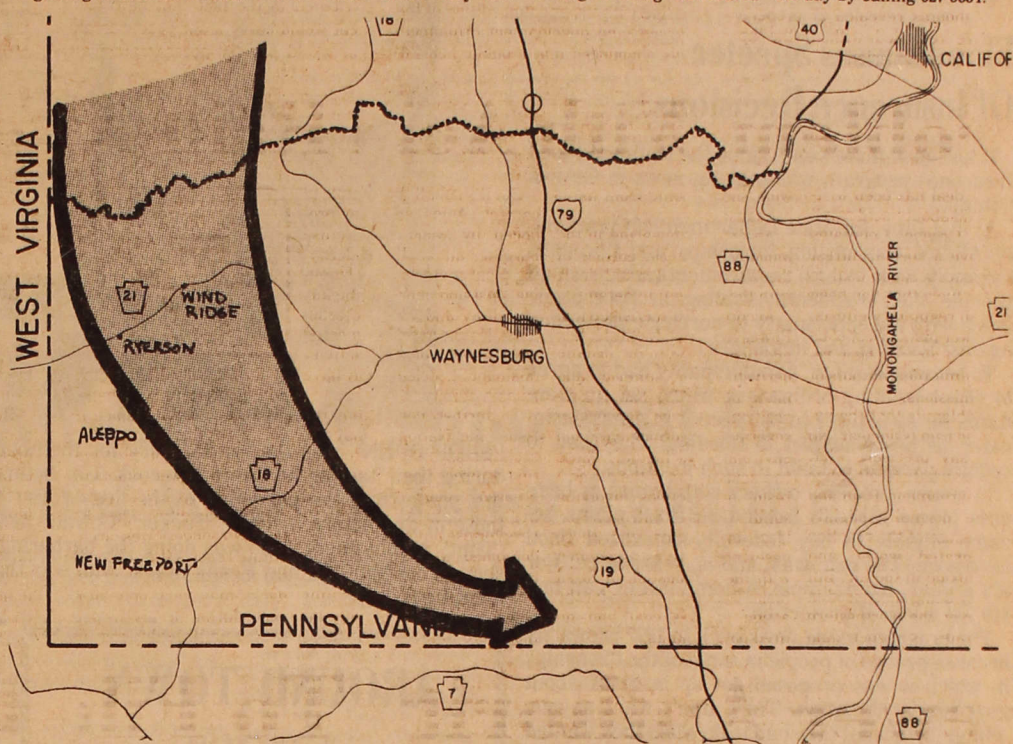 18
40
CALIFOR
WEST VIRGINIA
79
88
MONONGAHELA RIVER
21
WIND
RIDGE
RYERSON
21
WAYNESBURG
ALEPPO
18
NEW FREEPORT
19
PENNSYLVANIA
7
88